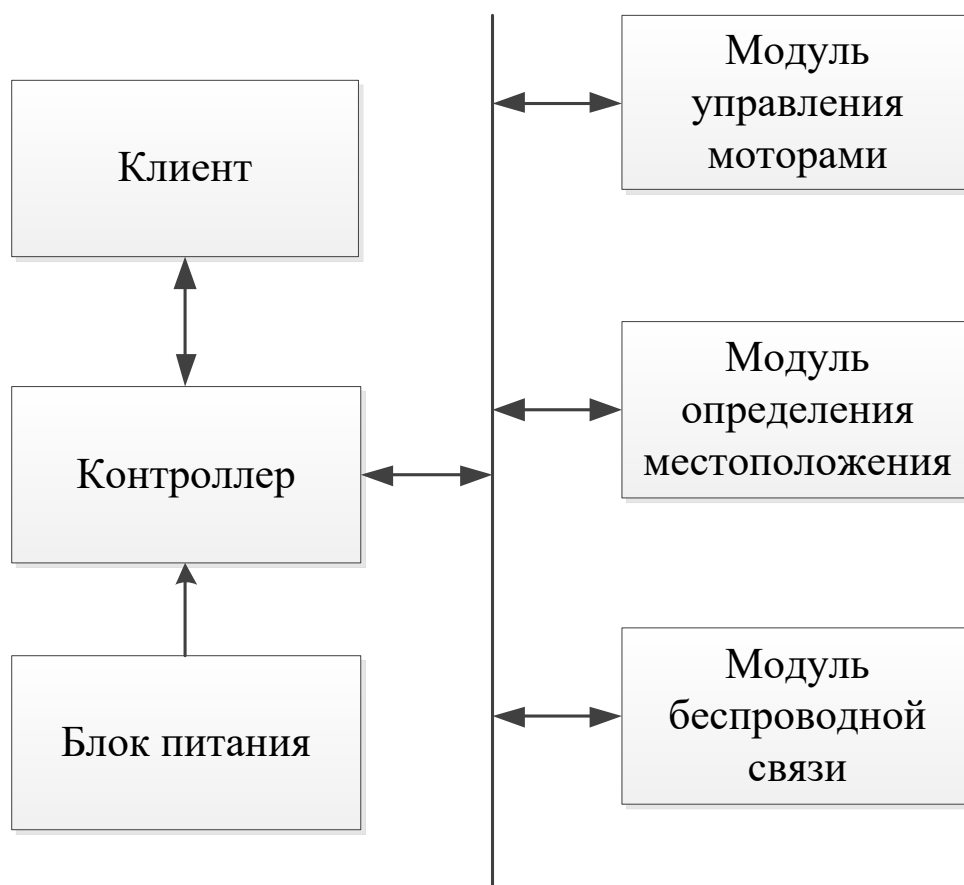 Клиент
Контроллер
Блок питания
Модуль
управления
моторами
Модуль
определения
местоположения
Модуль
беспроводной
связи